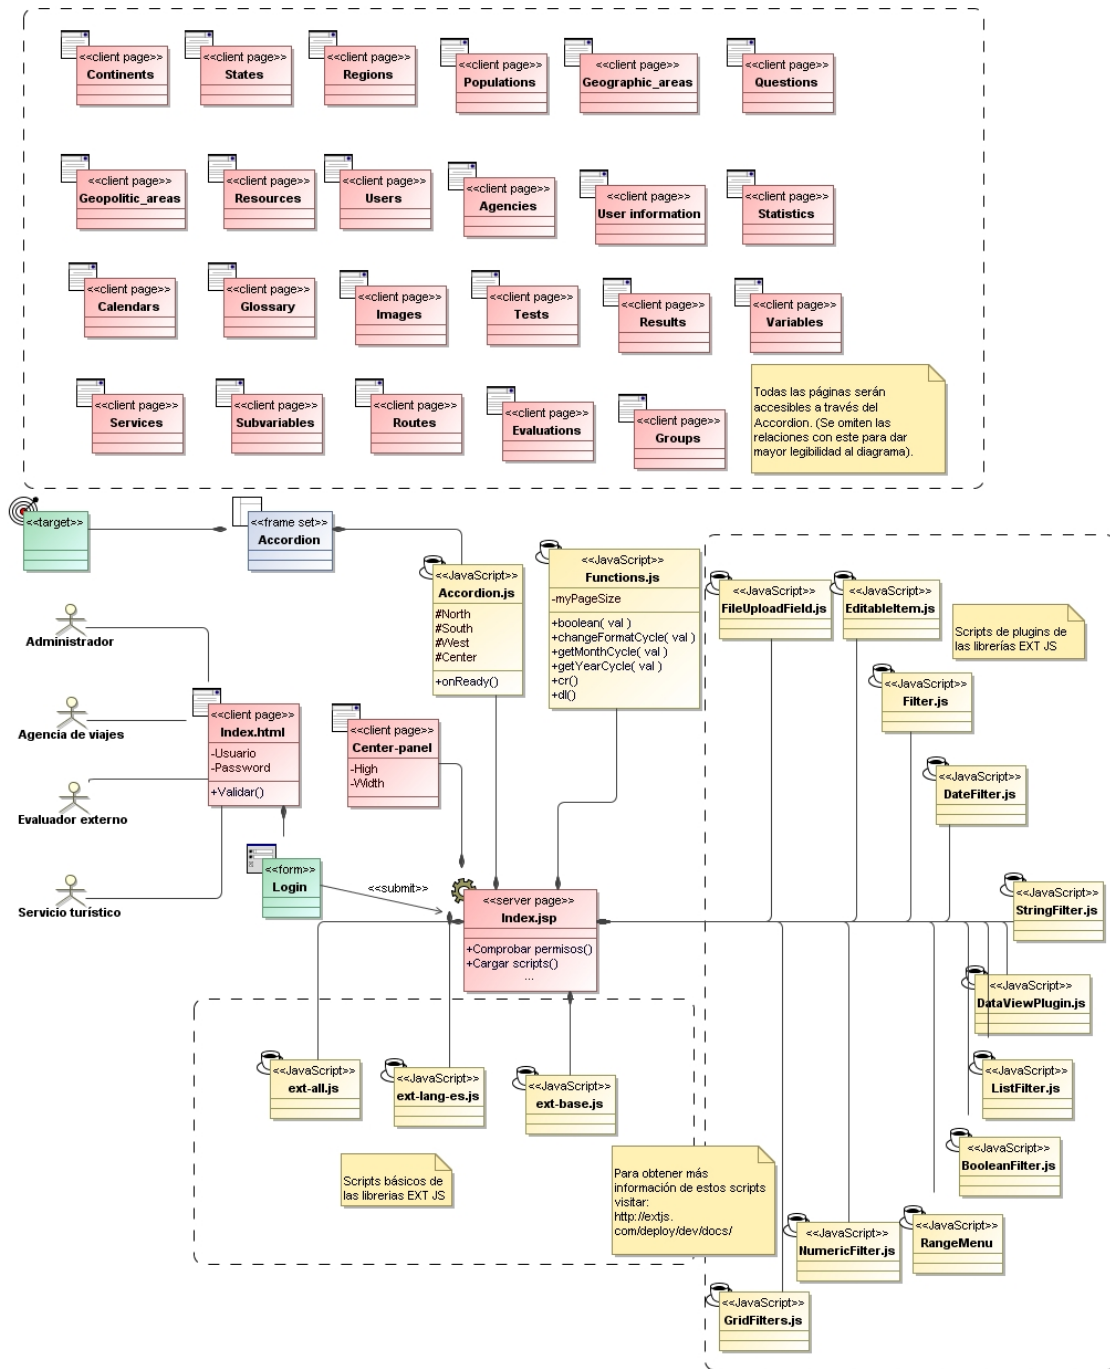 <<client page>>
Continents
<<client page>>
States
<<client page>>
Regions
<<client page>>
Populations
<<client page>>
Geographic_areas
<<client page>>
Questions
<<client page>>
Geopolitic_areas
<<client page>>
Resources
<<client page>>
Users
<<client page>>
Agencies
<<client page>>
User information
<<client page>>
Statistics
<<client page>>
Calendars
<<client page>>
Glossary
<<client page>>
Images
<<client page>>
Tests
<<client page>>
Results
<<client page>>
Variables
<<client page>>
Services
<<client page>>
Subvariables
<<client page>>
Routes
<<client page>>
Evaluations
<<client page>>
Groups
Todas las páginas serán
accesibles a través del
Accordion. (Se omiten las
relaciones con este para dar
mayor legibilidad al diagrama).
<<target>>
<<frame set>>
Accordion
<<JavaScript>>
Accordion.js
#North
#South
#West
#Center
+onReady()
<<JavaScript>>
Functions.js
-myPageSize
+boolean( val )
+changeFormatCycle( val )
+getMonthCycle( val )
+getYearCycle( val )
+cr()
+dl()
<<JavaScript>>
FileUploadField.js
<<JavaScript>>
EditableItem.js
Scripts de plugins de
las librerías EXT JS
<<JavaScript>>
Filter.js
<<JavaScript>>
DateFilter.js
<<JavaScript>>
StringFilter.js
<<JavaScript>>
DataViewPlugin.js
<<JavaScript>>
ListFilter.js
<<JavaScript>>
BooleanFilter.js
<<JavaScript>>
RangeMenu
<<JavaScript>>
NumericFilter.js
<<JavaScript>>
GridFilters.js
Administrador
Agencia de viajes
Evaluador externo
Servicio turístico
<<client page>>
Index.html
-Usuario
-Password
+Validar()
<<client page>>
Center-panel
-High
-Width
<<form>>
Login
<<submit>>
<<server page>>
Index.jsp
+Comprobar permisos()
+Cargar scripts()
...
<<JavaScript>>
ext-all.js
<<JavaScript>>
ext-lang-es.js
<<JavaScript>>
ext-base.js
Scripts básicos de
las librerias EXT JS
Para obtener más
información de estos scripts
visitar:
http://extjs.
com/deploy/dev/docs/